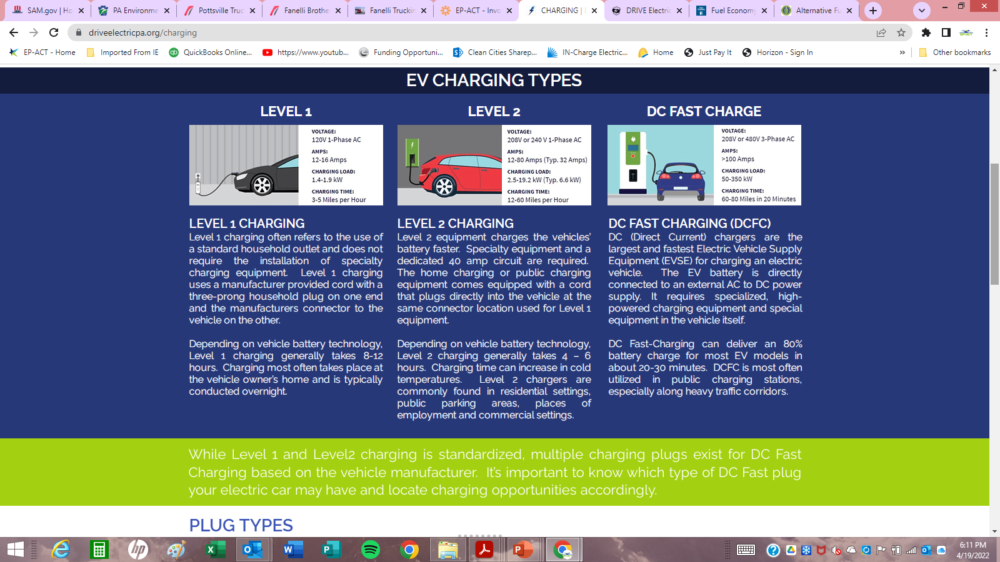 SAM.gov | Ho
PA Environme
Pottsville Truc
Fanelli Brothe
Fanelli Truckin
EP-ACT - Invo
CHARGING |
DRIVE Electric
Fuel Economy
Alternative Fu
driveelectricpa.org/charging
EP-ACT - Home
Imported From IE
QuickBooks Online...
https://www.youtub...
Funding Opportuni...
Clean Cities Sharep...
IN-Charge Electric...
Home
Just Pay It
Horizon - Sign In
»
Other bookmarks
EV CHARGING TYPES
LEVEL 1
VOLTAGE:
120V 1-Phase AC
AMPS:
12-16 Amps
CHARGING LOAD:
1.4-1.9 kW
CHARGING TIME:
3-5 Miles per Hour
LEVEL 1 CHARGING
Level 1 charging often refers to the use of
a standard household outlet and does not
require the installation of specialty
charging equipment. Level 1 charging
uses a manufacturer provided cord with a
three-prong household plug on one end
and the manufacturers connector to the
vehicle on the other.
Depending on vehicle battery technology,
Level 1 charging generally takes 8-12
hours. Charging most often takes place at
the vehicle owner's home and is typically
conducted overnight.
LEVEL 2
VOLTAGE:
208V or 240 V 1-Phase AC
AMPS:
12-80 Amps (Typ. 32 Amps)
CHARGING LOAD:
2.5-19.2 kW (Typ. 6.6 kW)
CHARGING TIME:
12-60 Miles per Hour
LEVEL 2 CHARGING
Level 2 equipment charges the vehicles'
battery faster. Specialty equipment and a
dedicated 40 amp circuit are required.
The home charging or public charging
equipment comes equipped with a cord
that plugs directly into the vehicle at the
same connector location used for Level 1
equipment.
Depending on vehicle battery technology,
Level 2 charging generally takes 4 – 6
hours. Charging time can increase in cold
temperatures. Level 2 chargers are
commonly found in residential settings,
public parking areas, places of
employment and commercial settings.
DC FAST CHARGE
VOLTAGE:
208V or 480V 3-Phase AC
AMPS:
>100 Amps
CHARGING LOAD:
50-350 kW
CHARGING TIME:
60-80 Miles in 20 Minutes
DC FAST CHARGING (DCFC)
DC (Direct Current) chargers are the
largest and fastest Electric Vehicle Supply
Equipment (EVSE) for charging an electric
vehicle. The EV battery is directly
connected to an external AC to DC power
supply. It requires specialized, high-
powered charging equipment and special
equipment in the vehicle itself.
DC Fast-Charging can deliver an 80%
battery charge for most EV models in
about 20-30 minutes. DCFC is most often
utilized in public charging stations,
especially along heavy traffic corridors.
While Level 1 and Level2 charging is standardized, multiple charging plugs exist for DC Fast
Charging based on the vehicle manufacturer. It's important to know which type of DC Fast plug
your electric car may have and locate charging opportunities accordingly.
PLUG TYPES
6:11 PM
4/19/2022